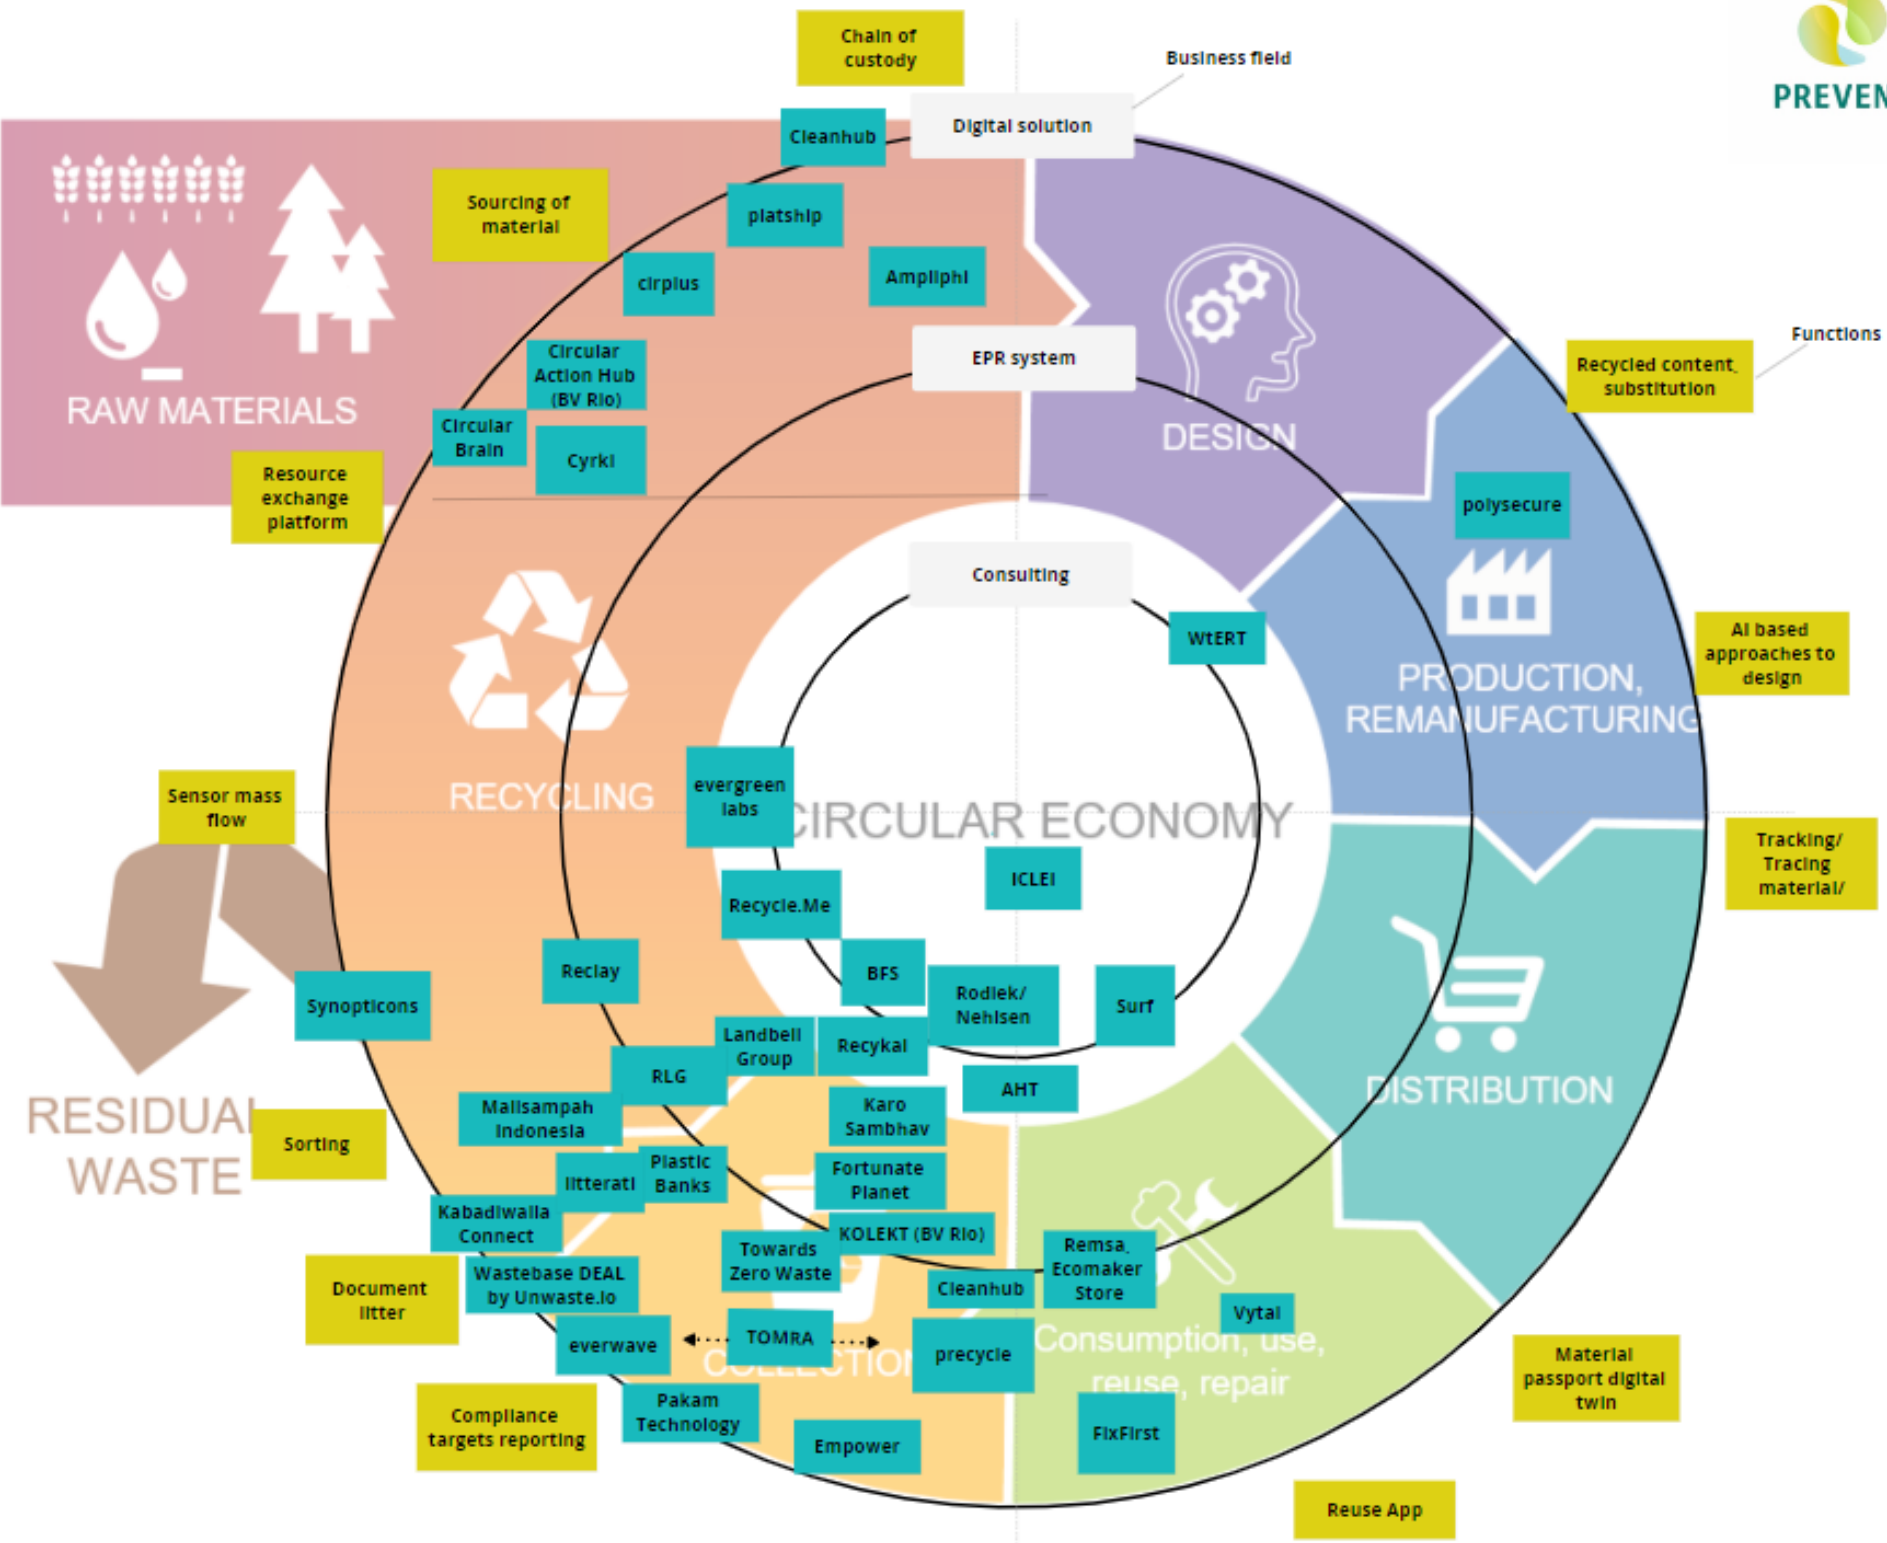 Chain of
custody
Business field
PREVEN
Digital solution
Cleanhub
Sourcing of
material
platship
cirplus
Ampliphi
EPR system
Functions
Recycled content,
substitution
Circular
Action Hub
(BV Rio)
RAW MATERIALS
Circular
Brain
Cyrkl
DESIGN
Resource
exchange
platform
polysecure
Consulting
WtERT
AI based
approaches to
design
PRODUCTION,
REMANUFACTURING
Sensor mass
flow
RECYCLING
evergreen
labs
CIRCULAR ECONOMY
Tracking/
Tracing
material/
ICLEI
Recycle.Me
Reclay
BFS
Synopticons
Rodiek/
Nehlsen
Surf
Landbell
Group
Recykal
RLG
AHT
DISTRIBUTION
RESIDUAL
WASTE
Sorting
Mallsampah
Indonesia
Karo
Sambhav
litterati
Plastic
Banks
Fortunate
Planet
Kabadiwalla
Connect
KOLEKT (BV Rio)
Towards
Zero Waste
Remsa,
Ecomaker
Store
Document
litter
Wastebase DEAL
by Unwaste.io
Cleanhub
Vytal
everwave
TOMRA
precycle
COLLECTION
Consumption, use,
reuse, repair
Material
passport digital
twin
Compliance
targets reporting
Pakam
Technology
Empower
FixFirst
Reuse App